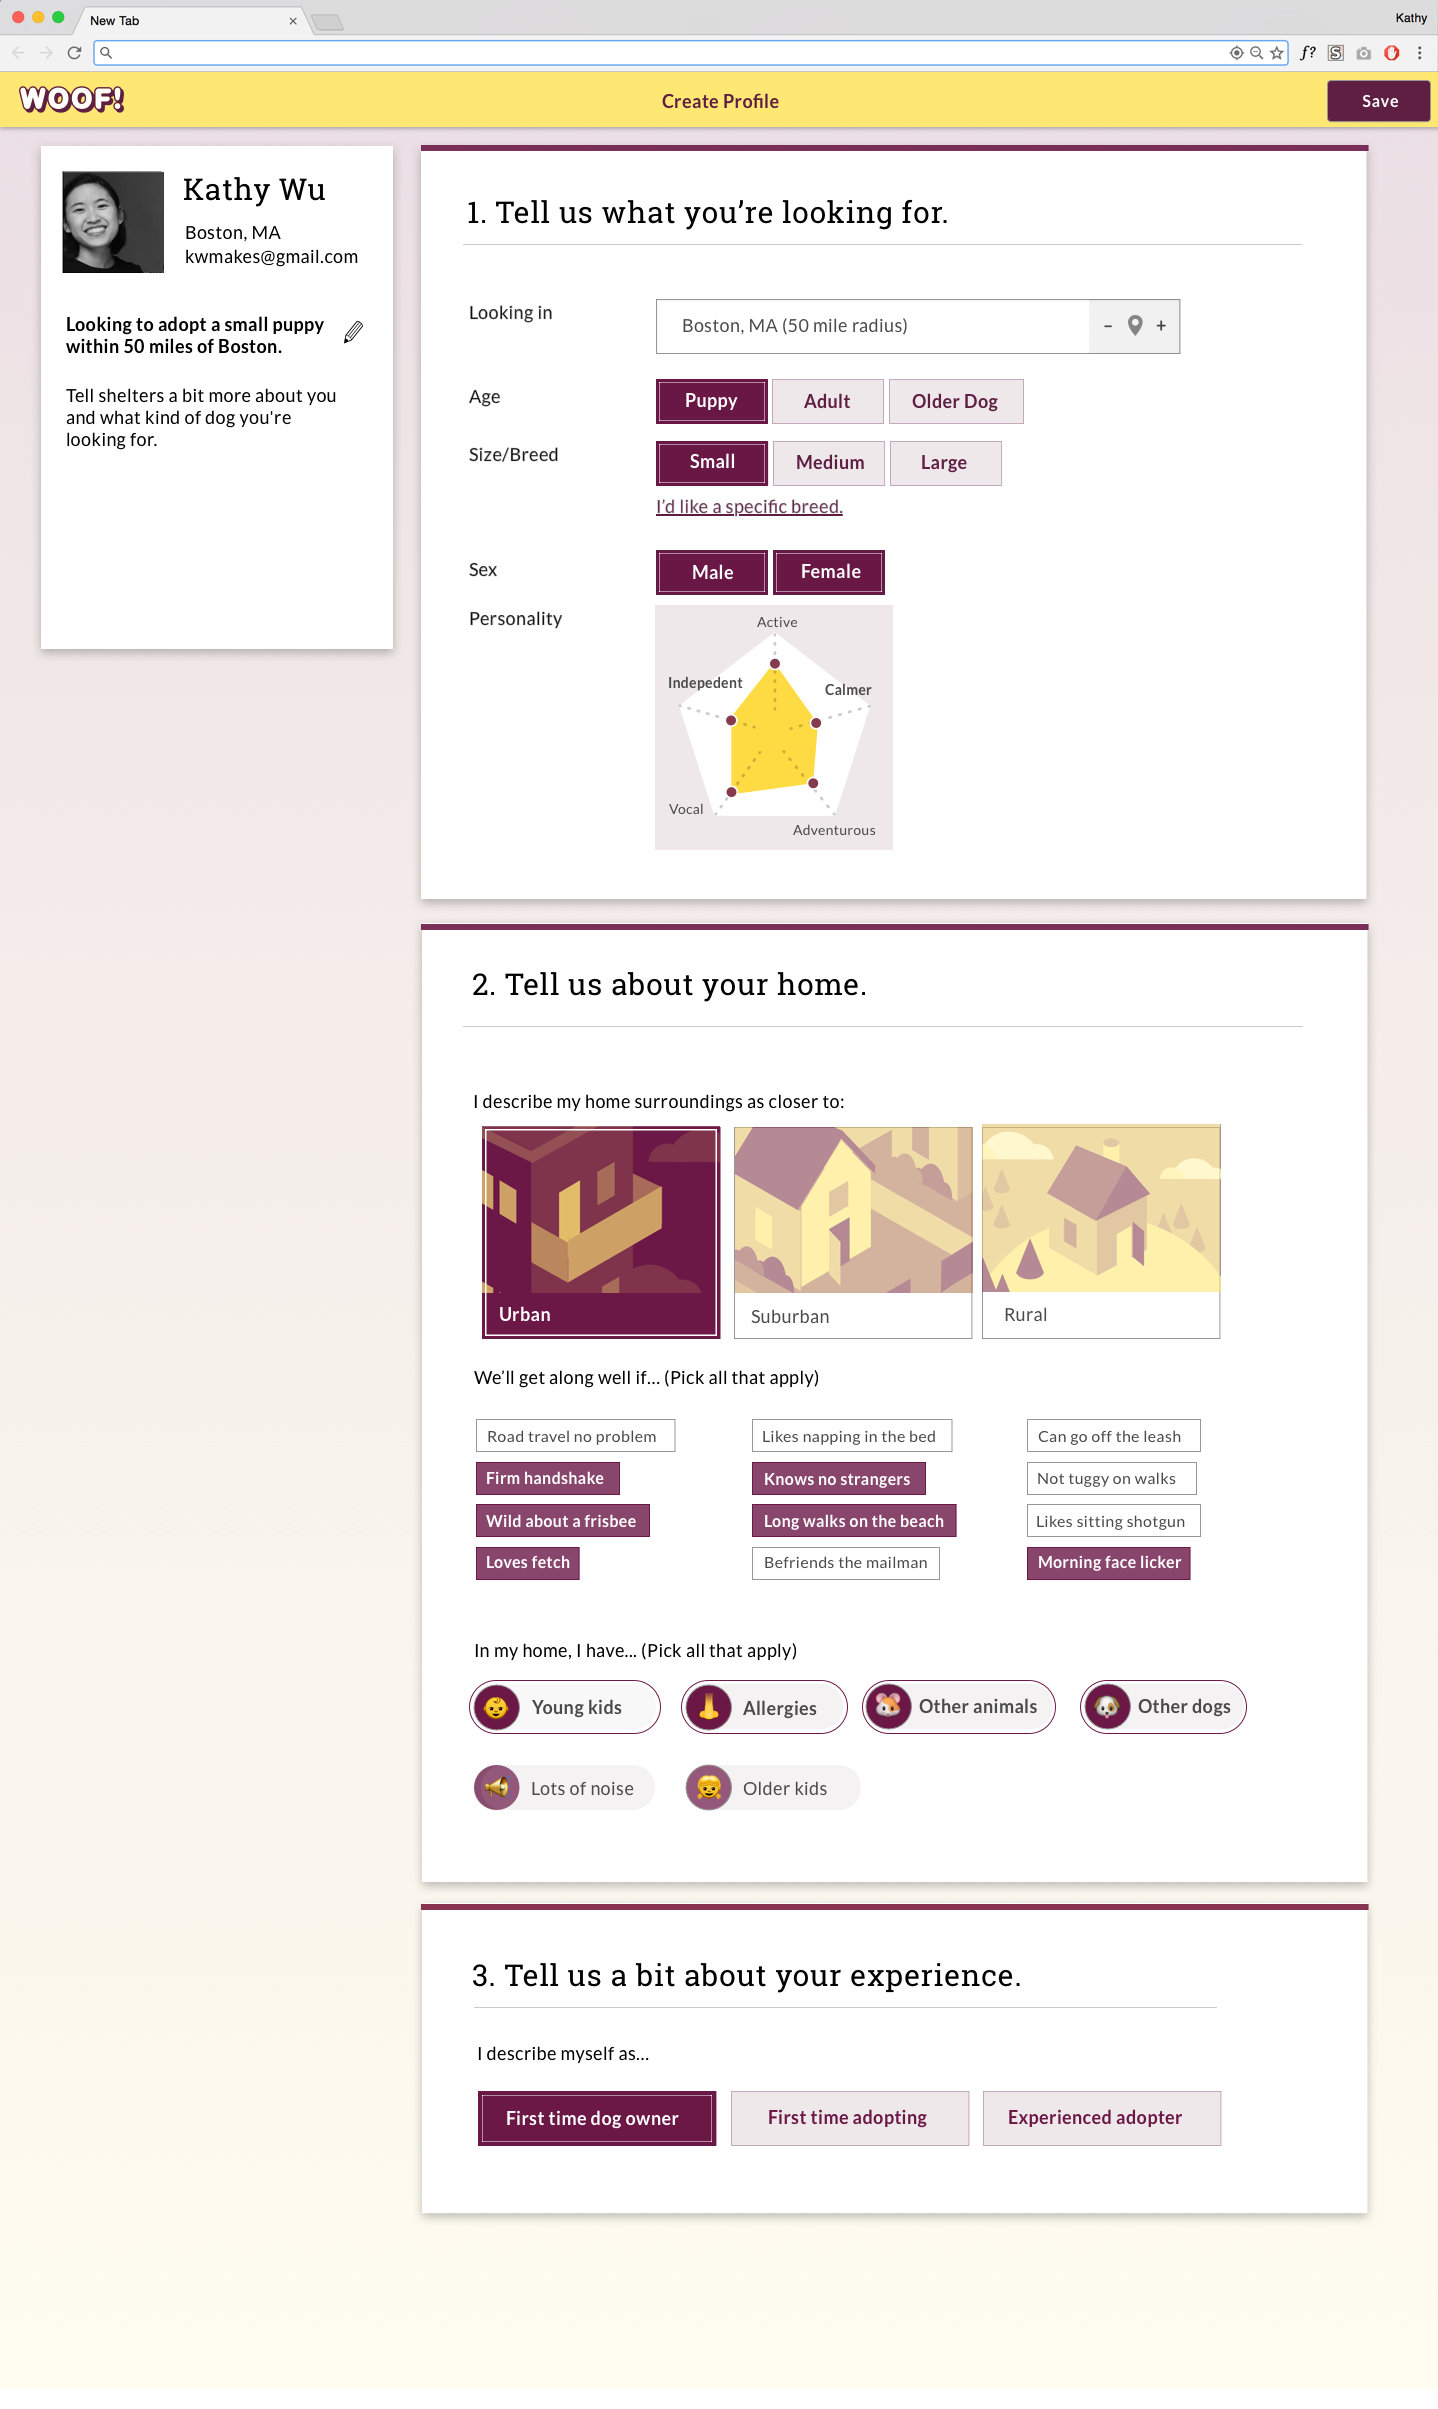 New Tab
Kathy
f?
S
WOOF!
Create Profile
Save
Kathy Wu
Boston, MA
kwmakes@gmail.com
Looking to adopt a small puppy
within 50 miles of Boston.
Tell shelters a bit more about you
and what kind of dog you're
looking for.
1. Tell us what you’re looking for.
Looking in
Boston, MA (50 mile radius)
- +
Age
Puppy
Adult
Older Dog
Size/Breed
Small
Medium
Large
I’d like a specific breed.
Sex
Male
Female
Personality
Active
Indepedent
Calmer
Vocal
Adventurous
2. Tell us about your home.
I describe my home surroundings as closer to:
Urban
Suburban
Rural
We’ll get along well if... (Pick all that apply)
Road travel no problem
Likes napping in the bed
Can go off the leash
Firm handshake
Knows no strangers
Not tuggy on walks
Wild about a frisbee
Long walks on the beach
Likes sitting shotgun
Loves fetch
Befriends the mailman
Morning face licker
In my home, I have... (Pick all that apply)
Young kids
Allergies
Other animals
Other dogs
Lots of noise
Older kids
3. Tell us a bit about your experience.
I describe myself as...
First time dog owner
First time adopting
Experienced adopter